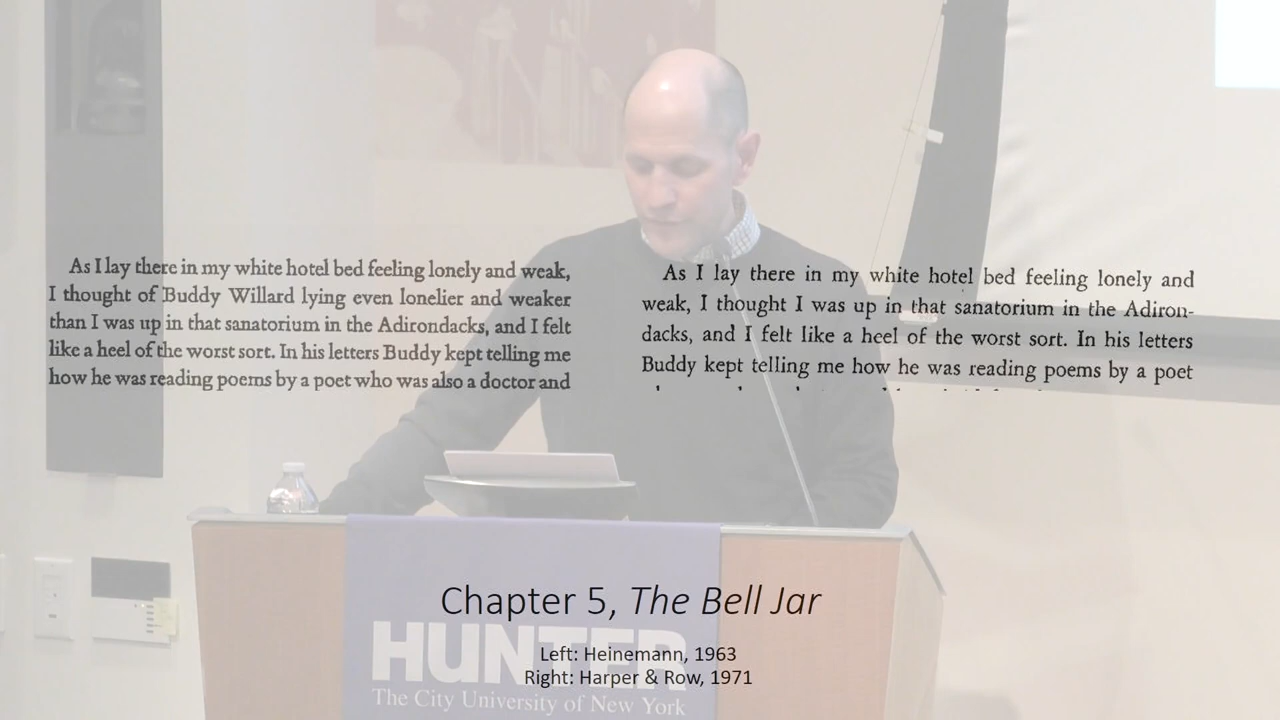 As I lay there in my white hotel bed feeling lonely and weak,
I thought of Buddy Willard lying even lonelier and weaker
than I was up in that sanatorium in the Adirondacks, and I felt
like a heel of the worst sort. In his letters Buddy kept telling me
how he was reading poems by a poet who was also a doctor and
As I lay there in my white hotel bed feeling lonely and
weak, I thought I was up in that sanatorium in the Adiron-
dacks, and I felt like a heel of the worst sort. In his letters
Buddy kept telling me how he was reading poems by a poet
Chapter 5, The Bell Jar
Left: Heinemann, 1963
Right: Harper & Row, 1971
HUNTER
The City University of New York